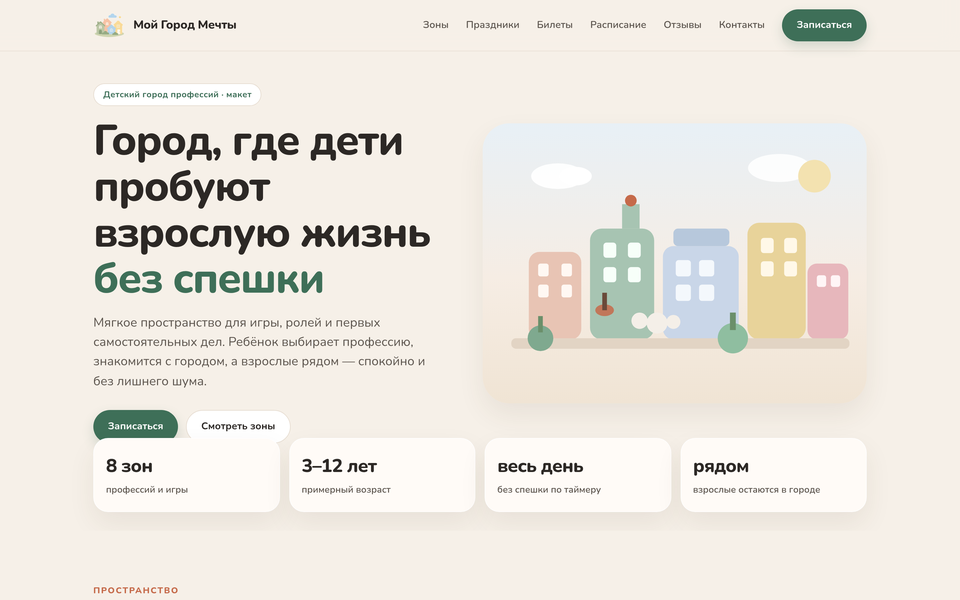 Мой Город Мечты
Зоны Праздники Билеты Расписание Отзывы Контакты Записаться
Детский город профессий · макет
Город, где дети
пробуют
взрослую жизнь
без спешки
Мягкое пространство для игры, ролей и первых
самостоятельных дел. Ребёнок выбирает профессию,
знакомится с городом, а взрослые рядом — спокойно и
без лишнего шума.
Записаться Смотреть зоны
8 зон
профессий и игры
3–12 лет
примерный возраст
весь день
без спешки по таймеру
рядом
взрослые остаются в городе
ПРОСТРАНСТВО